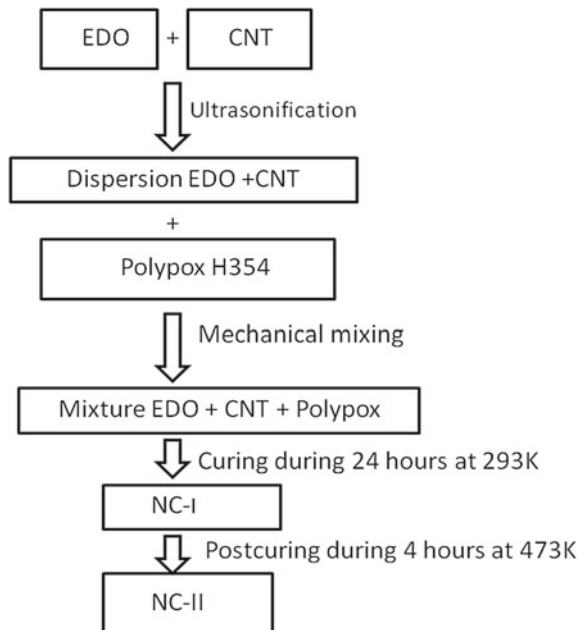 EDO + CNT
Ultrasonification
Dispersion EDO +CNT
+
Polypox H354
Mechanical mixing
Mixture EDO + CNT + Polypox
Curing during 24 hours at 293K
NC-I
Postcuring during 4 hours at 473K
NC-II